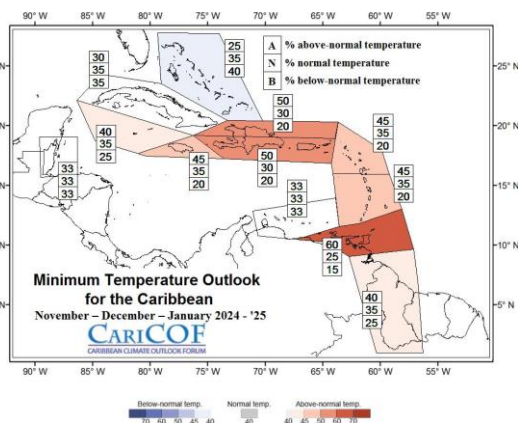 90°W 85°W 80°W 75°W 70°W 65°W 60°W 55°W
A % above-normal temperature
N % normal temperature
B % below-normal temperature
25°N
25°N
30
35
35
25
35
40
20°N
20°N
50
30
20
45
35
20
40
35
25
45
35
20
50
30
20
45
35
20
15°N
15°N
33
33
33
33
33
33
10°N
10°N
60
25
15
40
35
25
5°N
5°N
Minimum Temperature Outlook
for the Caribbean
November – December – January 2024 - '25
CARICOF
CARIBBEAN CLIMATE OUTLOOK FORUM
90°W 85°W 80°W 75°W 70°W 65°W 60°W 55°W
Below-normal temp. Normal temp. Above-normal temp.
70 60 50 45 40 40 40 45 50 60 70